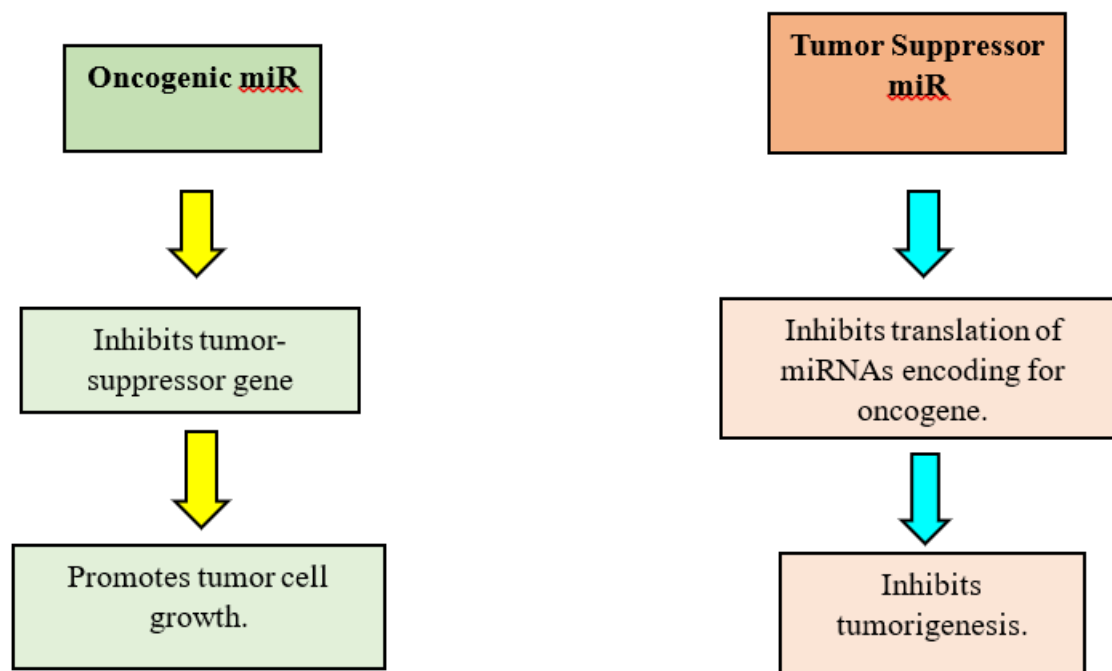 Oncogenic miR
Inhibits tumor-
suppressor gene
Promotes tumor cell
growth.
Tumor Suppressor
miR
Inhibits translation of
miRNAs encoding for
oncogene.
Inhibits
tumorigenesis.